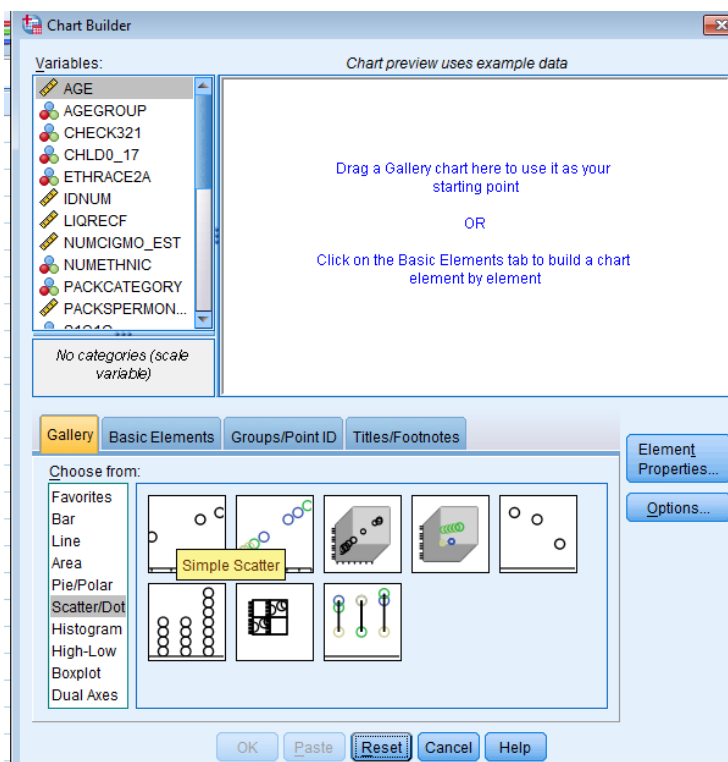 Chart Builder
Variables:
Chart preview uses example data
AGE
AGEGROUP
CHECK321
CHLD0_17
ETHRACE2A
IDNUM
LIQRECF
NUMCIGMO_EST
NUMETHNIC
PACKCATEGORY
PACKSPERMON...
No categories (scale
variable)
Drag a Gallery chart here to use it as your
starting point
OR
Click on the Basic Elements tab to build a chart
element by element
Gallery
Basic Elements
Groups/Point ID
Titles/Footnotes
Element
Properties...
Options...
Choose from:
Favorites
Bar
Line
Area
Pie/Polar
Scatter/Dot
Histogram
High-Low
Boxplot
Dual Axes
Simple Scatter
OK
Paste
Reset
Cancel
Help